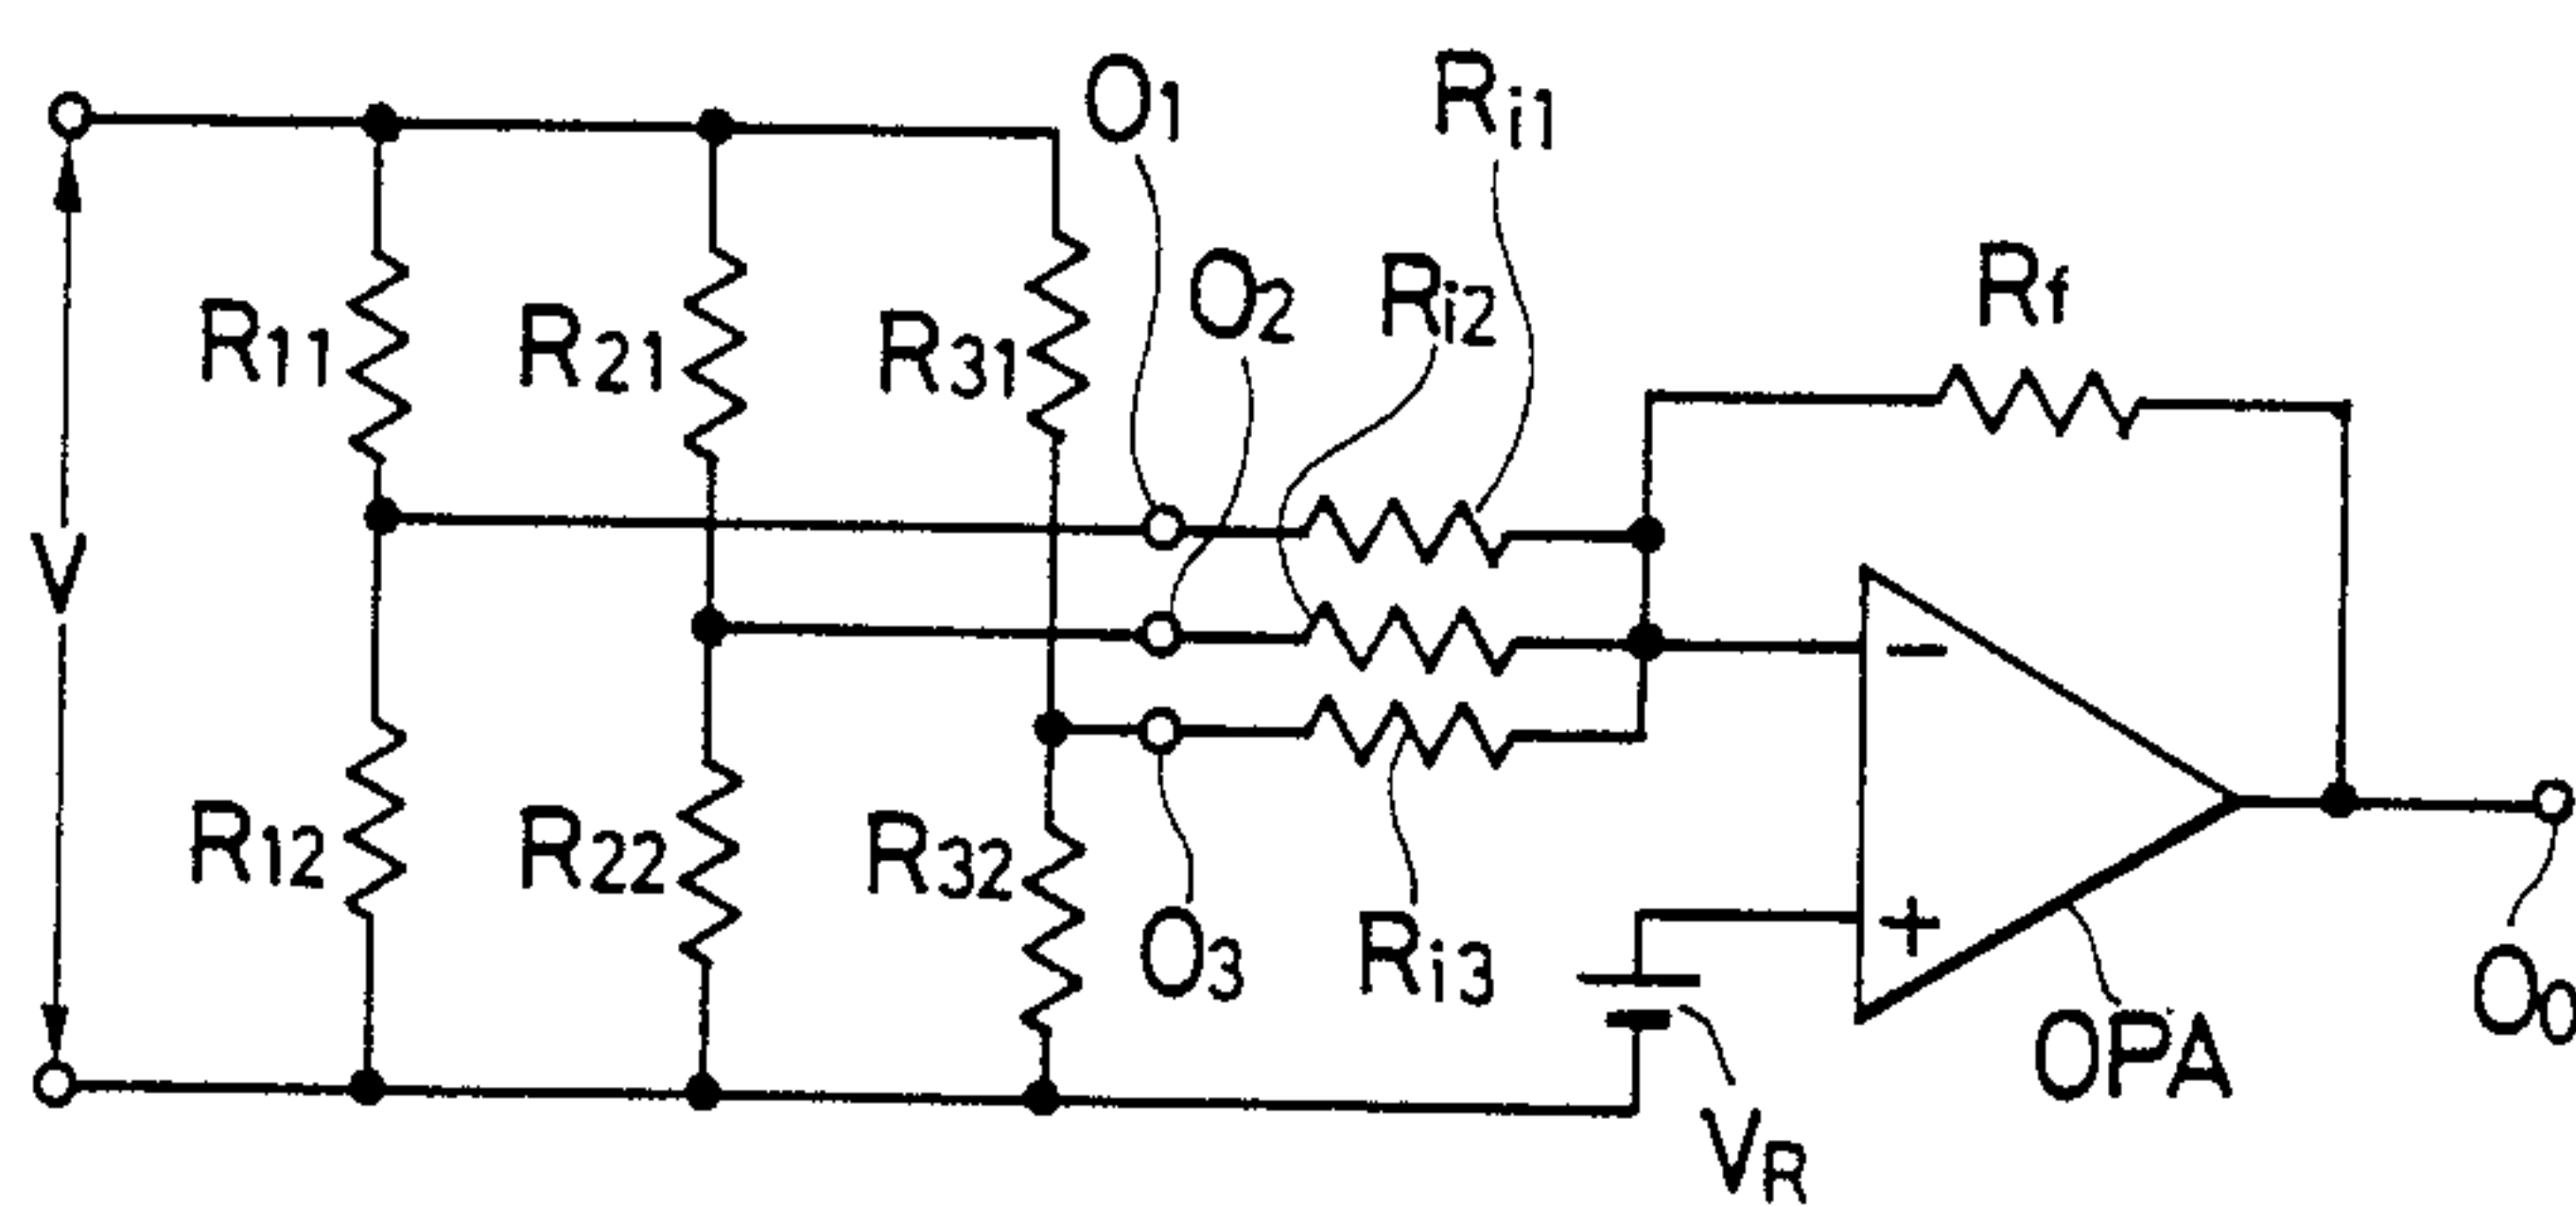 O1
Ri1
O2
Ri2
Rf
R11
R21
R31
V
-
R12
R22
R32
O3
Ri3
+
OPA
O0
VR